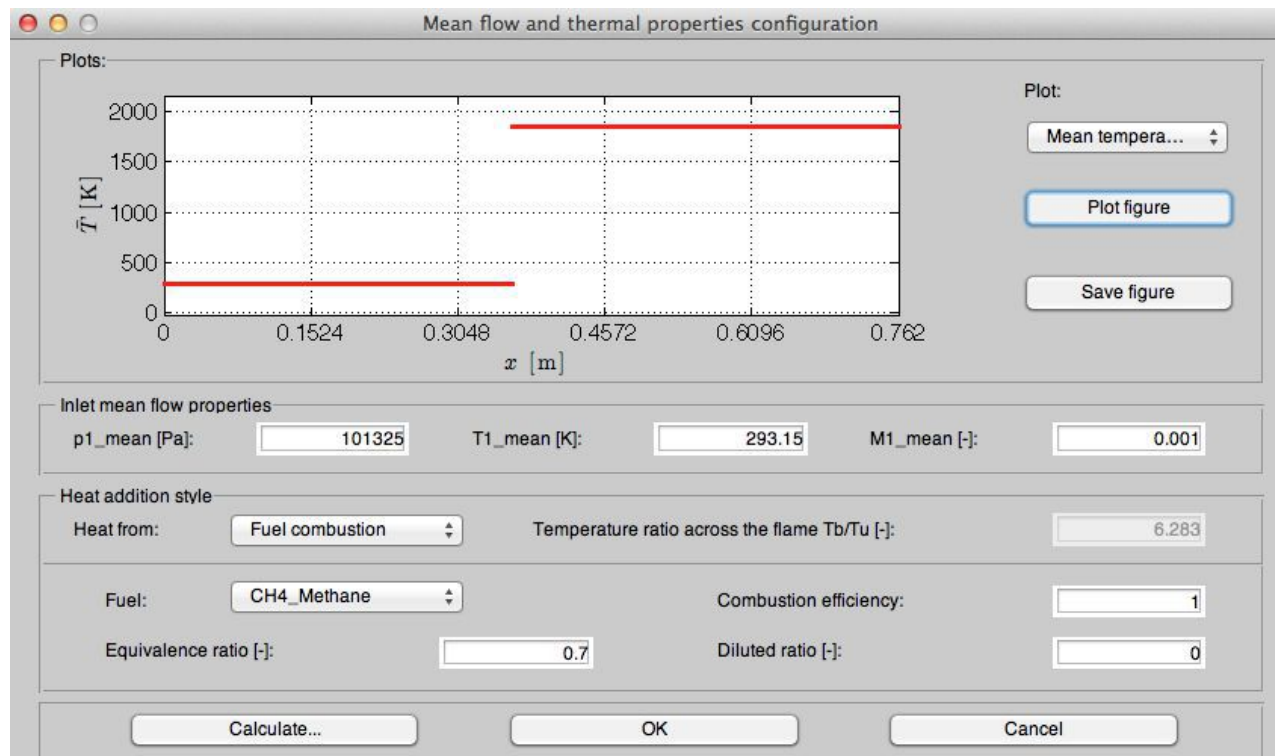 Mean flow and thermal properties configuration
Plots:
Plot:
Mean tempera...
Plot figure
Save figure
2000
1500
1000
500
0
T̄ [K]
0 0.1524 0.3048 0.4572 0.6096 0.762
x [m]
Inlet mean flow properties
p1_mean [Pa]: 101325 T1_mean [K]: 293.15 M1_mean [-]: 0.001
Heat addition style
Heat from: Fuel combustion Temperature ratio across the flame Tb/Tu [-]: 6.283
Fuel: CH4_Methane Combustion efficiency: 1
Equivalence ratio [-]: 0.7 Diluted ratio [-]: 0
Calculate... OK Cancel